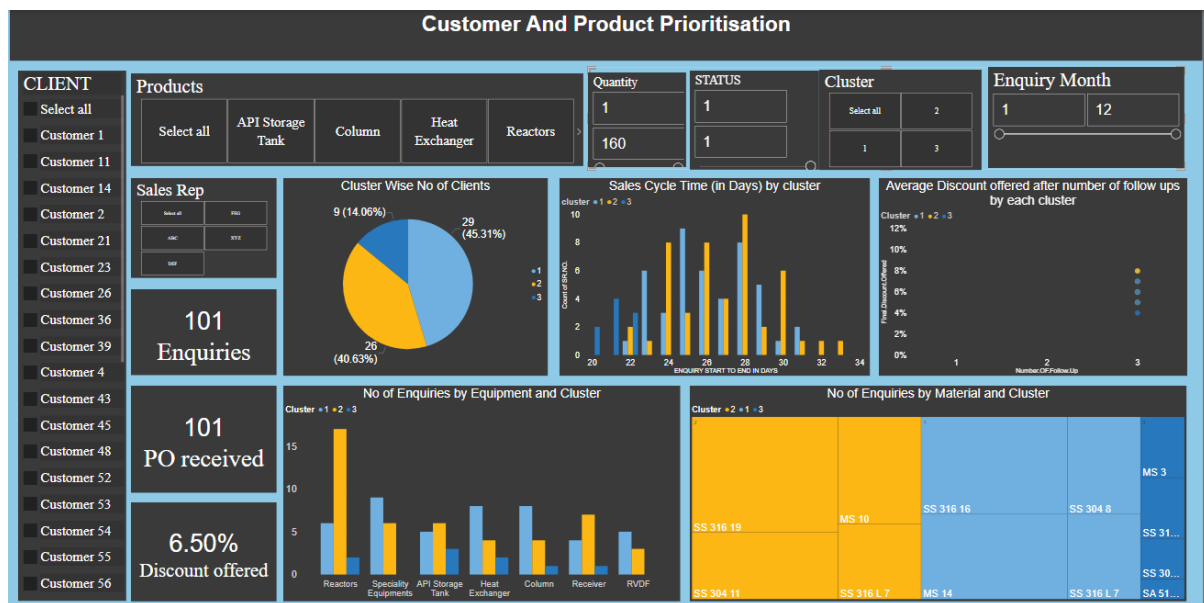 Customer And Product Prioritisation
CLIENT
Select all
Customer 1
Customer 11
Customer 14
Customer 2
Customer 21
Customer 23
Customer 26
Customer 36
Customer 39
Customer 4
Customer 43
Customer 45
Customer 48
Customer 52
Customer 53
Customer 54
Customer 55
Customer 56
Products
Select all
API Storage
Tank
Column
Heat
Exchanger
Reactors
Quantity
1
160
STATUS
1
1
Cluster
Select all
2
1
3
Enquiry Month
1
12
Sales Rep
Select all
ABC
XYZ
DEF
101
Enquiries
101
PO received
6.50%
Discount offered
Cluster Wise No of Clients
9 (14.06%)
29
(45.31%)
26
(40.63%)
1
2
3
Sales Cycle Time (in Days) by cluster
cluster 1 2 3
Count of SR.NO.
10
8
6
4
2
0
20 22 24 26 28 30 32 34
ENQUIRY START TO END IN DAYS
Average Discount offered after number of follow ups
by each cluster
Cluster 1 2 3
Final.Discount.Offered
12%
10%
8%
6%
4%
0%
1 2 3
Number.OF.Follow.Up
No of Enquiries by Equipment and Cluster
Cluster 1 2 3
15
10
5
0
Reactors
Speciality
Equipments
API Storage
Tank
Heat
Exchanger
Column
Receiver
RVDF
No of Enquiries by Material and Cluster
Cluster 2 1 3
SS 316 19
SS 304 11
MS 10
SS 316 L 7
SS 316 16
MS 14
SS 304 8
SS 316 L 7
MS 3
SS 31...
SS 30...
SA 51...